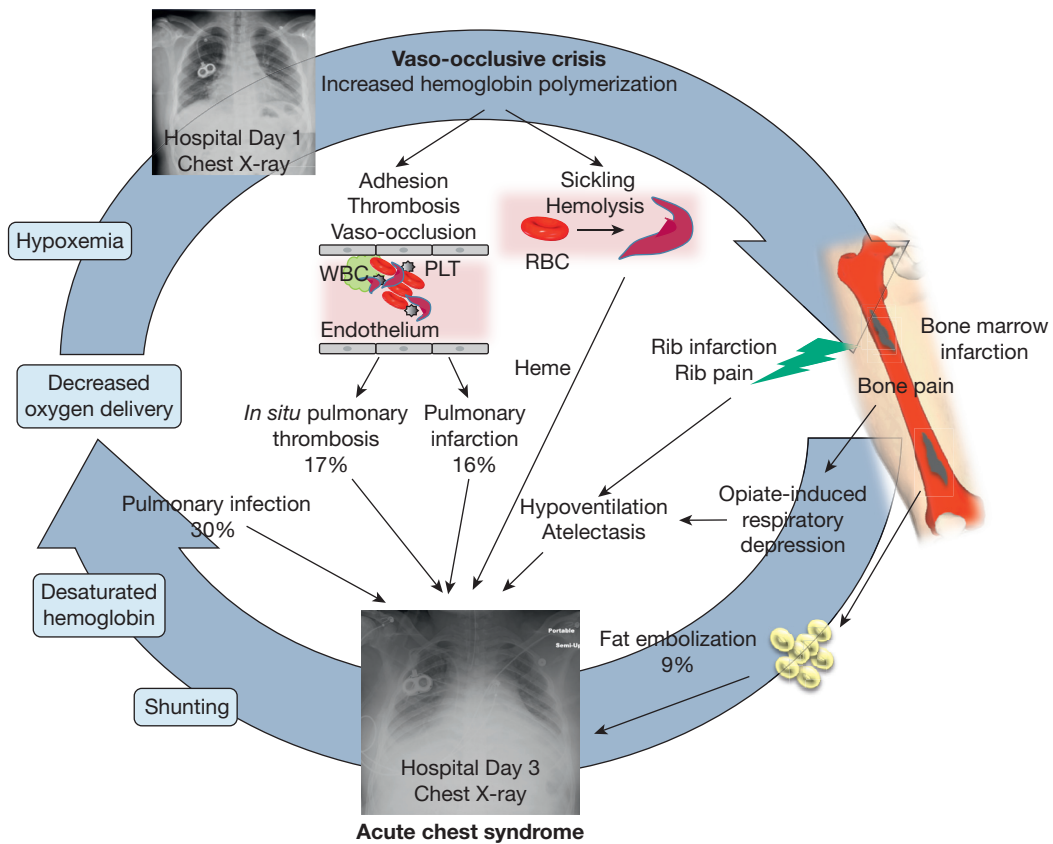 Vaso-occlusive crisis
Increased hemoglobin polymerization
Hospital Day 1
Chest X-ray
Hypoxemia
Adhesion
Thrombosis
Vaso-occlusion
WBC
PLT
Endothelium
Sickling
Hemolysis
RBC
Heme
Rib infarction
Rib pain
Bone marrow
infarction
Bone pain
Decreased
oxygen delivery
In situ pulmonary
thrombosis
17%
Pulmonary
infarction
16%
Pulmonary infection
30%
Hypoventilation
Atelectasis
Opiate-induced
respiratory
depression
Desaturated
hemoglobin
Shunting
Fat embolization
9%
Portable
Semi-Up
Hospital Day 3
Chest X-ray
Acute chest syndrome